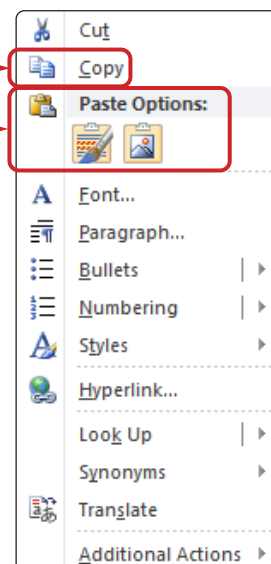 Cut
Copy
Paste Options:
Font...
Paragraph...
Bullets
Numbering
Styles
Hyperlink...
Look Up
Synonyms
Translate
Additional Actions